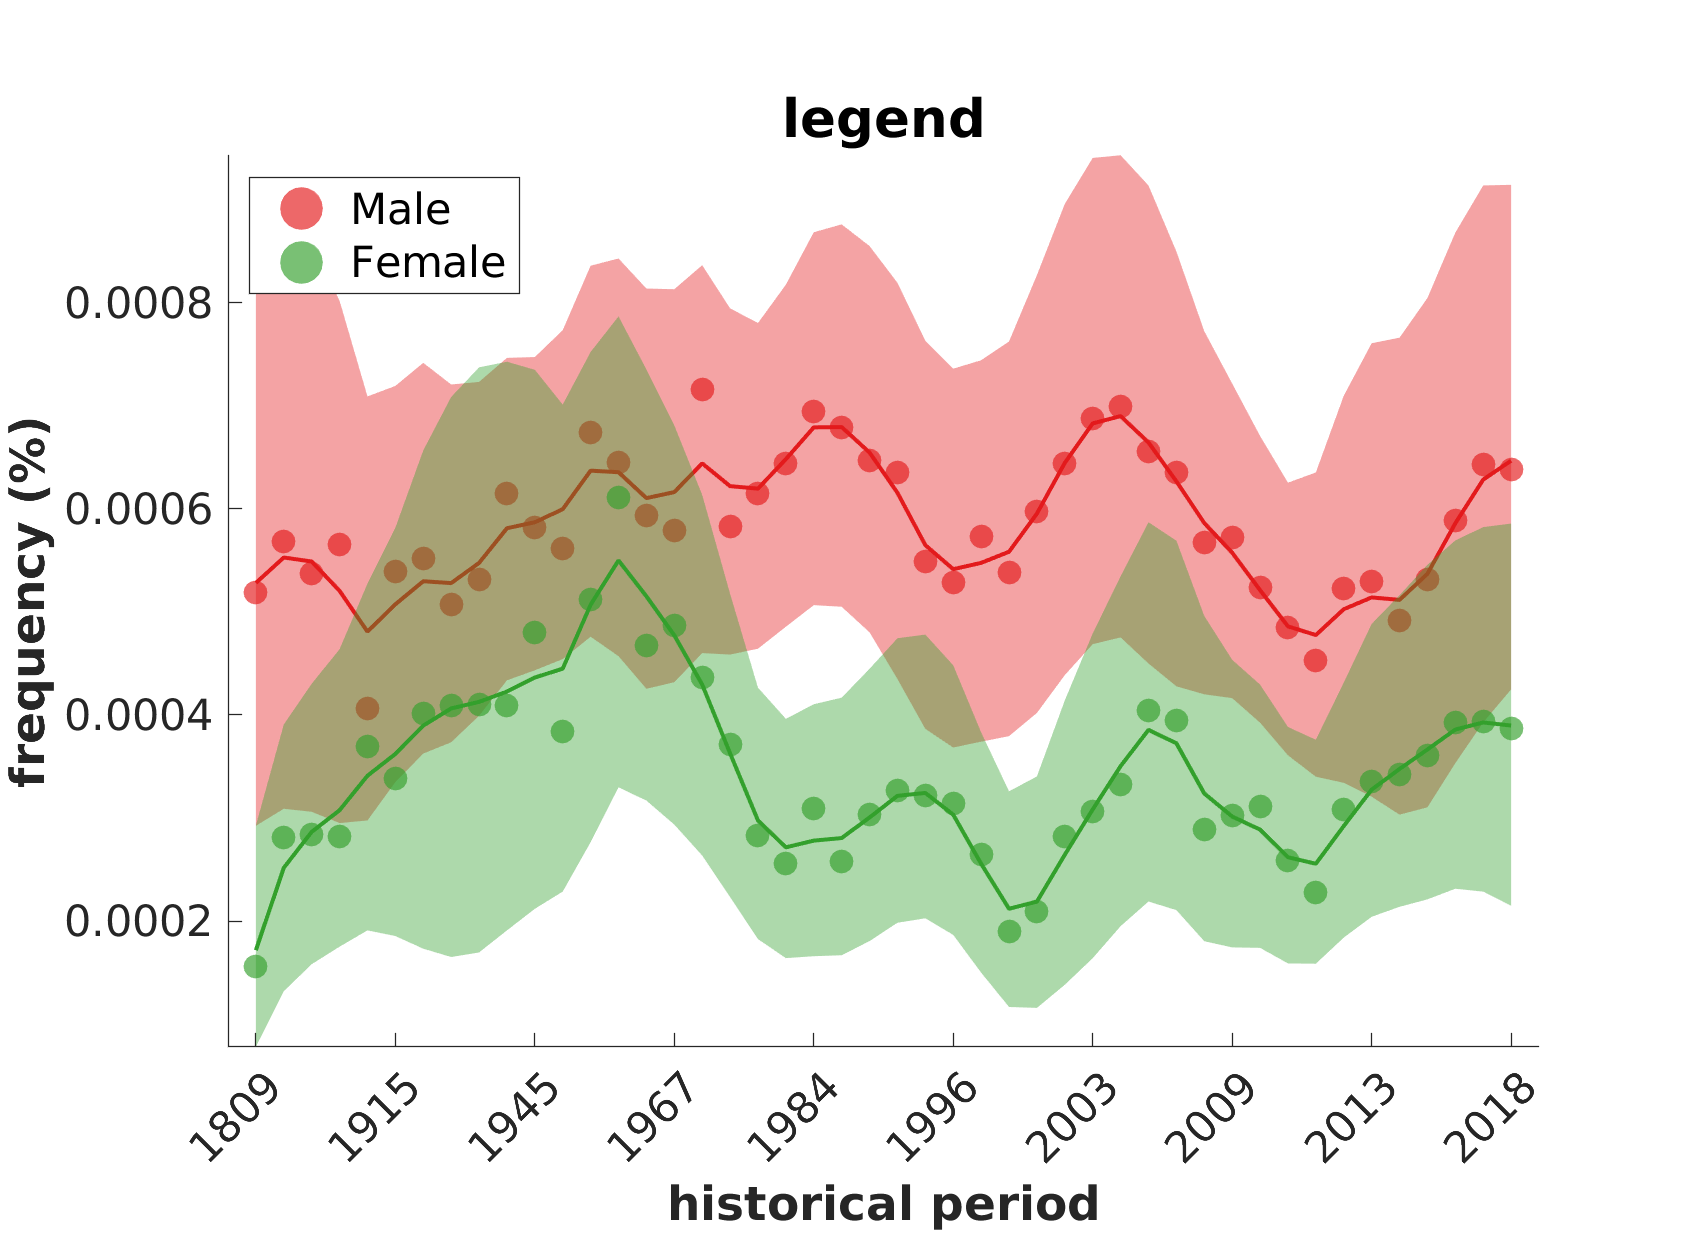 legend
Male
Female
0.0008
0.0006
0.0004
0.0002
frequency (%)
1809 1915 1945 1967 1984 1996 2003 2009 2013 2018
historical period